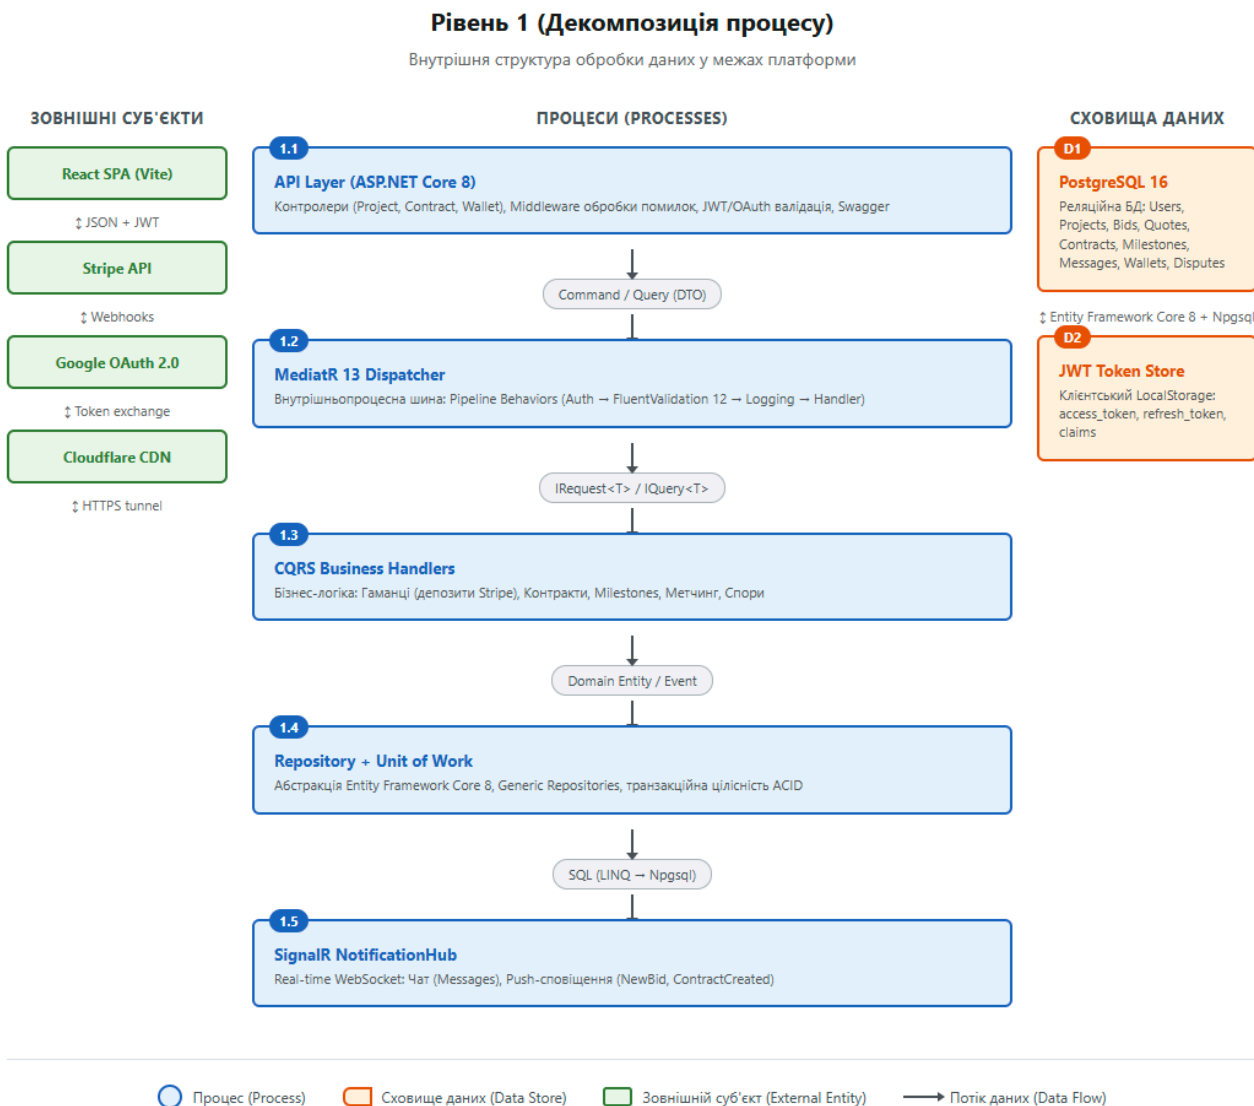 Рівень 1 (Декомпозиція процесу)
Внутрішня структура обробки даних у межах платформи
ЗОВНІШНІ СУБ'ЄКТИ
React SPA (Vite)
↕ JSON + JWT
Stripe API
↕ Webhooks
Google OAuth 2.0
↕ Token exchange
Cloudflare CDN
↕ HTTPS tunnel
ПРОЦЕСИ (PROCESSES)
1.1
API Layer (ASP.NET Core 8)
Контролери (Project, Contract, Wallet), Middleware обробки помилок, JWT/OAuth валідація, Swagger
Command / Query (DTO)
1.2
MediatR 13 Dispatcher
Внутрішньопроцесна шина: Pipeline Behaviors (Auth → FluentValidation 12 → Logging → Handler)
IRequest<T> / IQuery<T>
1.3
CQRS Business Handlers
Бізнес-логіка: Гаманці (депозити Stripe), Контракти, Milestones, Метчинг, Спори
Domain Entity / Event
1.4
Repository + Unit of Work
Абстракція Entity Framework Core 8, Generic Repositories, транзакційна цілісність ACID
SQL (LINQ → Npgsql)
1.5
SignalR NotificationHub
Real-time WebSocket: Чат (Messages), Push-сповіщення (NewBid, ContractCreated)
СХОВИЩА ДАНИХ
D1
PostgreSQL 16
Реляційна БД: Users,
Projects, Bids, Quotes,
Contracts, Milestones,
Messages, Wallets, Disputes
↕ Entity Framework Core 8 + Npgsql
D2
JWT Token Store
Клієнтський LocalStorage:
access_token, refresh_token,
claims
Процес (Process)
Сховище даних (Data Store)
Зовнішній суб'єкт (External Entity)
Потік даних (Data Flow)